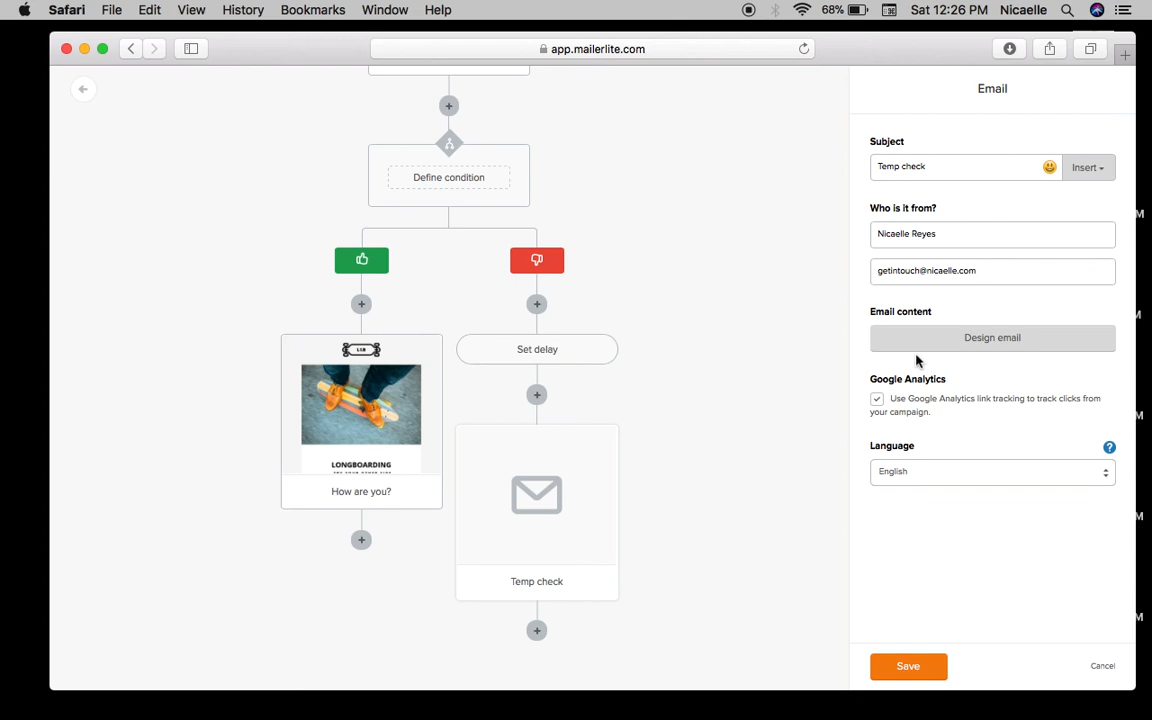 Safari File Edit View History Bookmarks Window Help
68% Sat 12:26 PM Nicaelle
app.mailerlite.com
Define condition
LONGBOARDING
How are you?
Set delay
Temp check
Email
Subject
Temp check
Insert
Who is it from?
Nicaelle Reyes
getintouch@nicaelle.com
Email content
Design email
Google Analytics
Use Google Analytics link tracking to track clicks from
your campaign.
Language
?
English
Save
Cancel
M
M
M
M
M